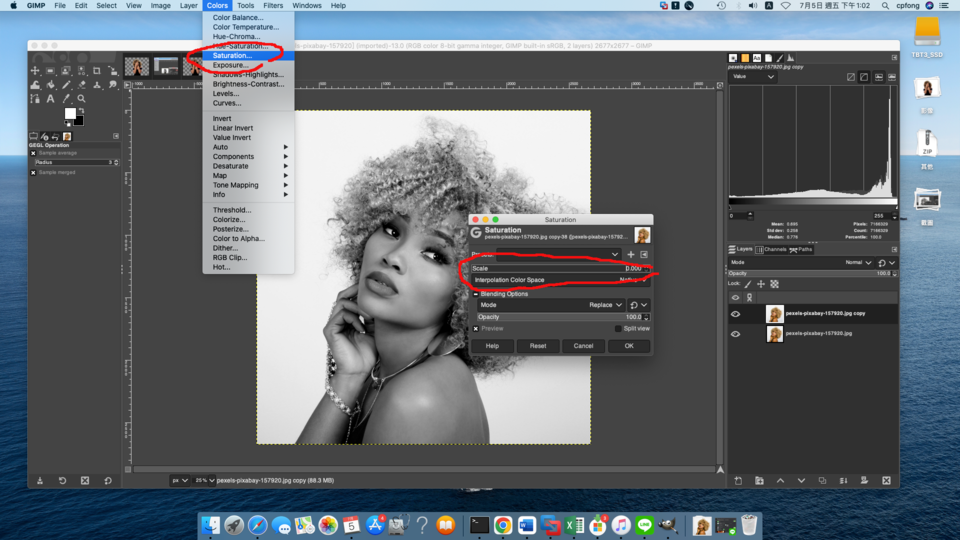 File Edit Select View Image Layer Colors Tools Filters Windows Help
7月5日 週五 下午 1:02 cpfong
Color Balance...
Color Temperature...
Hue-Chroma...
Hue-Saturation...
Saturation...
Exposure...
Shadows-Highlights...
Brightness-Contrast...
Levels...
Curves...
Invert
Linear Invert
Value Invert
Auto
Components
Desaturate
Map
Tone Mapping
Info
Threshold...
Colorize...
Posterize...
Color to Alpha...
Dither...
RGB Clip...
Hot...
-pixabay-157920] (imported)-13.0 (RGB color 8-bit gamma integer, GIMP built-in sRGB, 2 layers) 2677x2677 – GIMP
GEGL Operation
Sample average
Radius 3
Sample merged
Saturation
Saturation
pexels-pixabay-157920.jpg copy-38 ([pexels-pixaby-15792...
Scale 0.000
Interpolation Color Space
Blending Options
Mode Replace
Opacity 100.0
Preview Split view
Help Reset Cancel OK
pexels-pixabay-157920.jpg copy
Value
0 255
Mean: 0.695 Pixels: 7166329
Std dev: 0.258 Count: 7166329
Median: 0.776 Percentile: 100.0
Layers Channels Paths
Mode Normal
Opacity 100.0
Lock:
pexels-pixabay-157920.jpg copy
pexels-pixabay-157920.jpg
px 25% pexels-pixabay-157920.jpg copy (88.3 MB)
TBT3_SSD
ZIP
其他
截圖
5
LINE